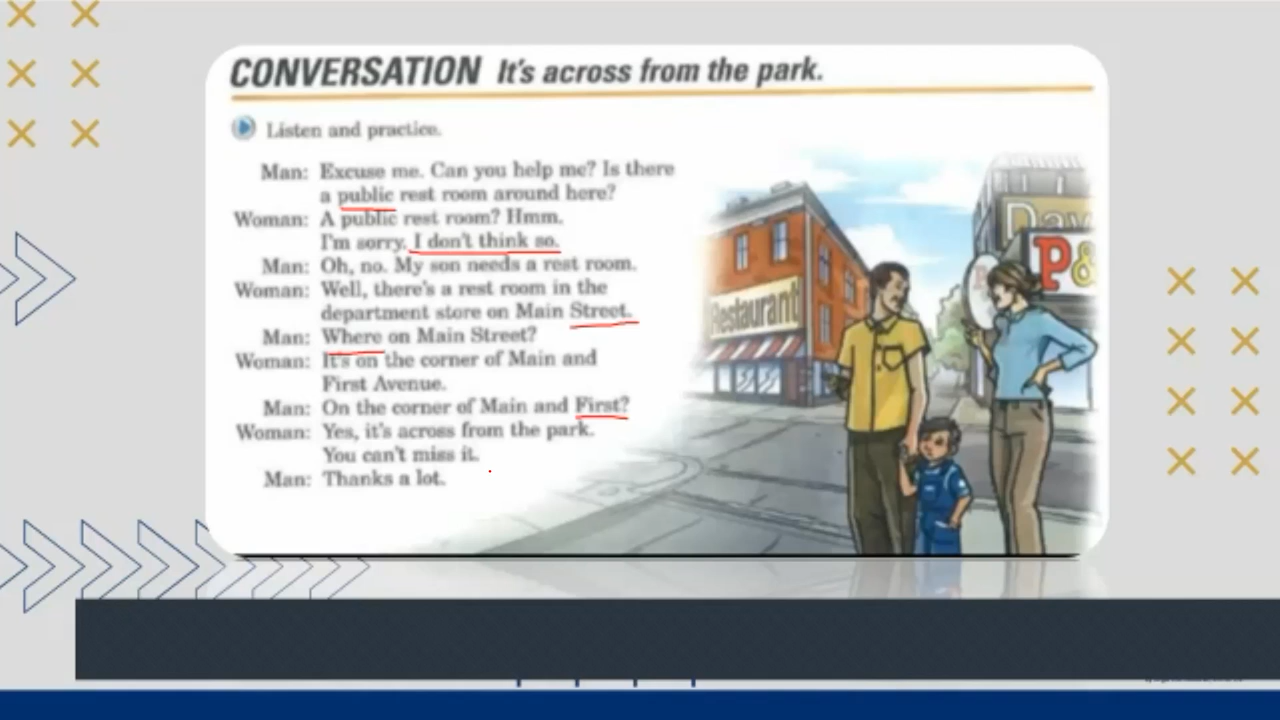 CONVERSATION It's across from the park.
Listen and practice.
Man: Excuse me. Can you help me? Is there
a public rest room around here?
Woman: A public rest room? Hmm.
I'm sorry. I don't think so.
Man: Oh, no. My son needs a rest room.
Woman: Well, there's a rest room in the
department store on Main Street.
Man: Where on Main Street?
Woman: It's on the corner of Main and
First Avenue.
Man: On the corner of Main and First?
Woman: Yes, it's across from the park.
You can't miss it.
Man: Thanks a lot.
Restaurant
Dav
P&